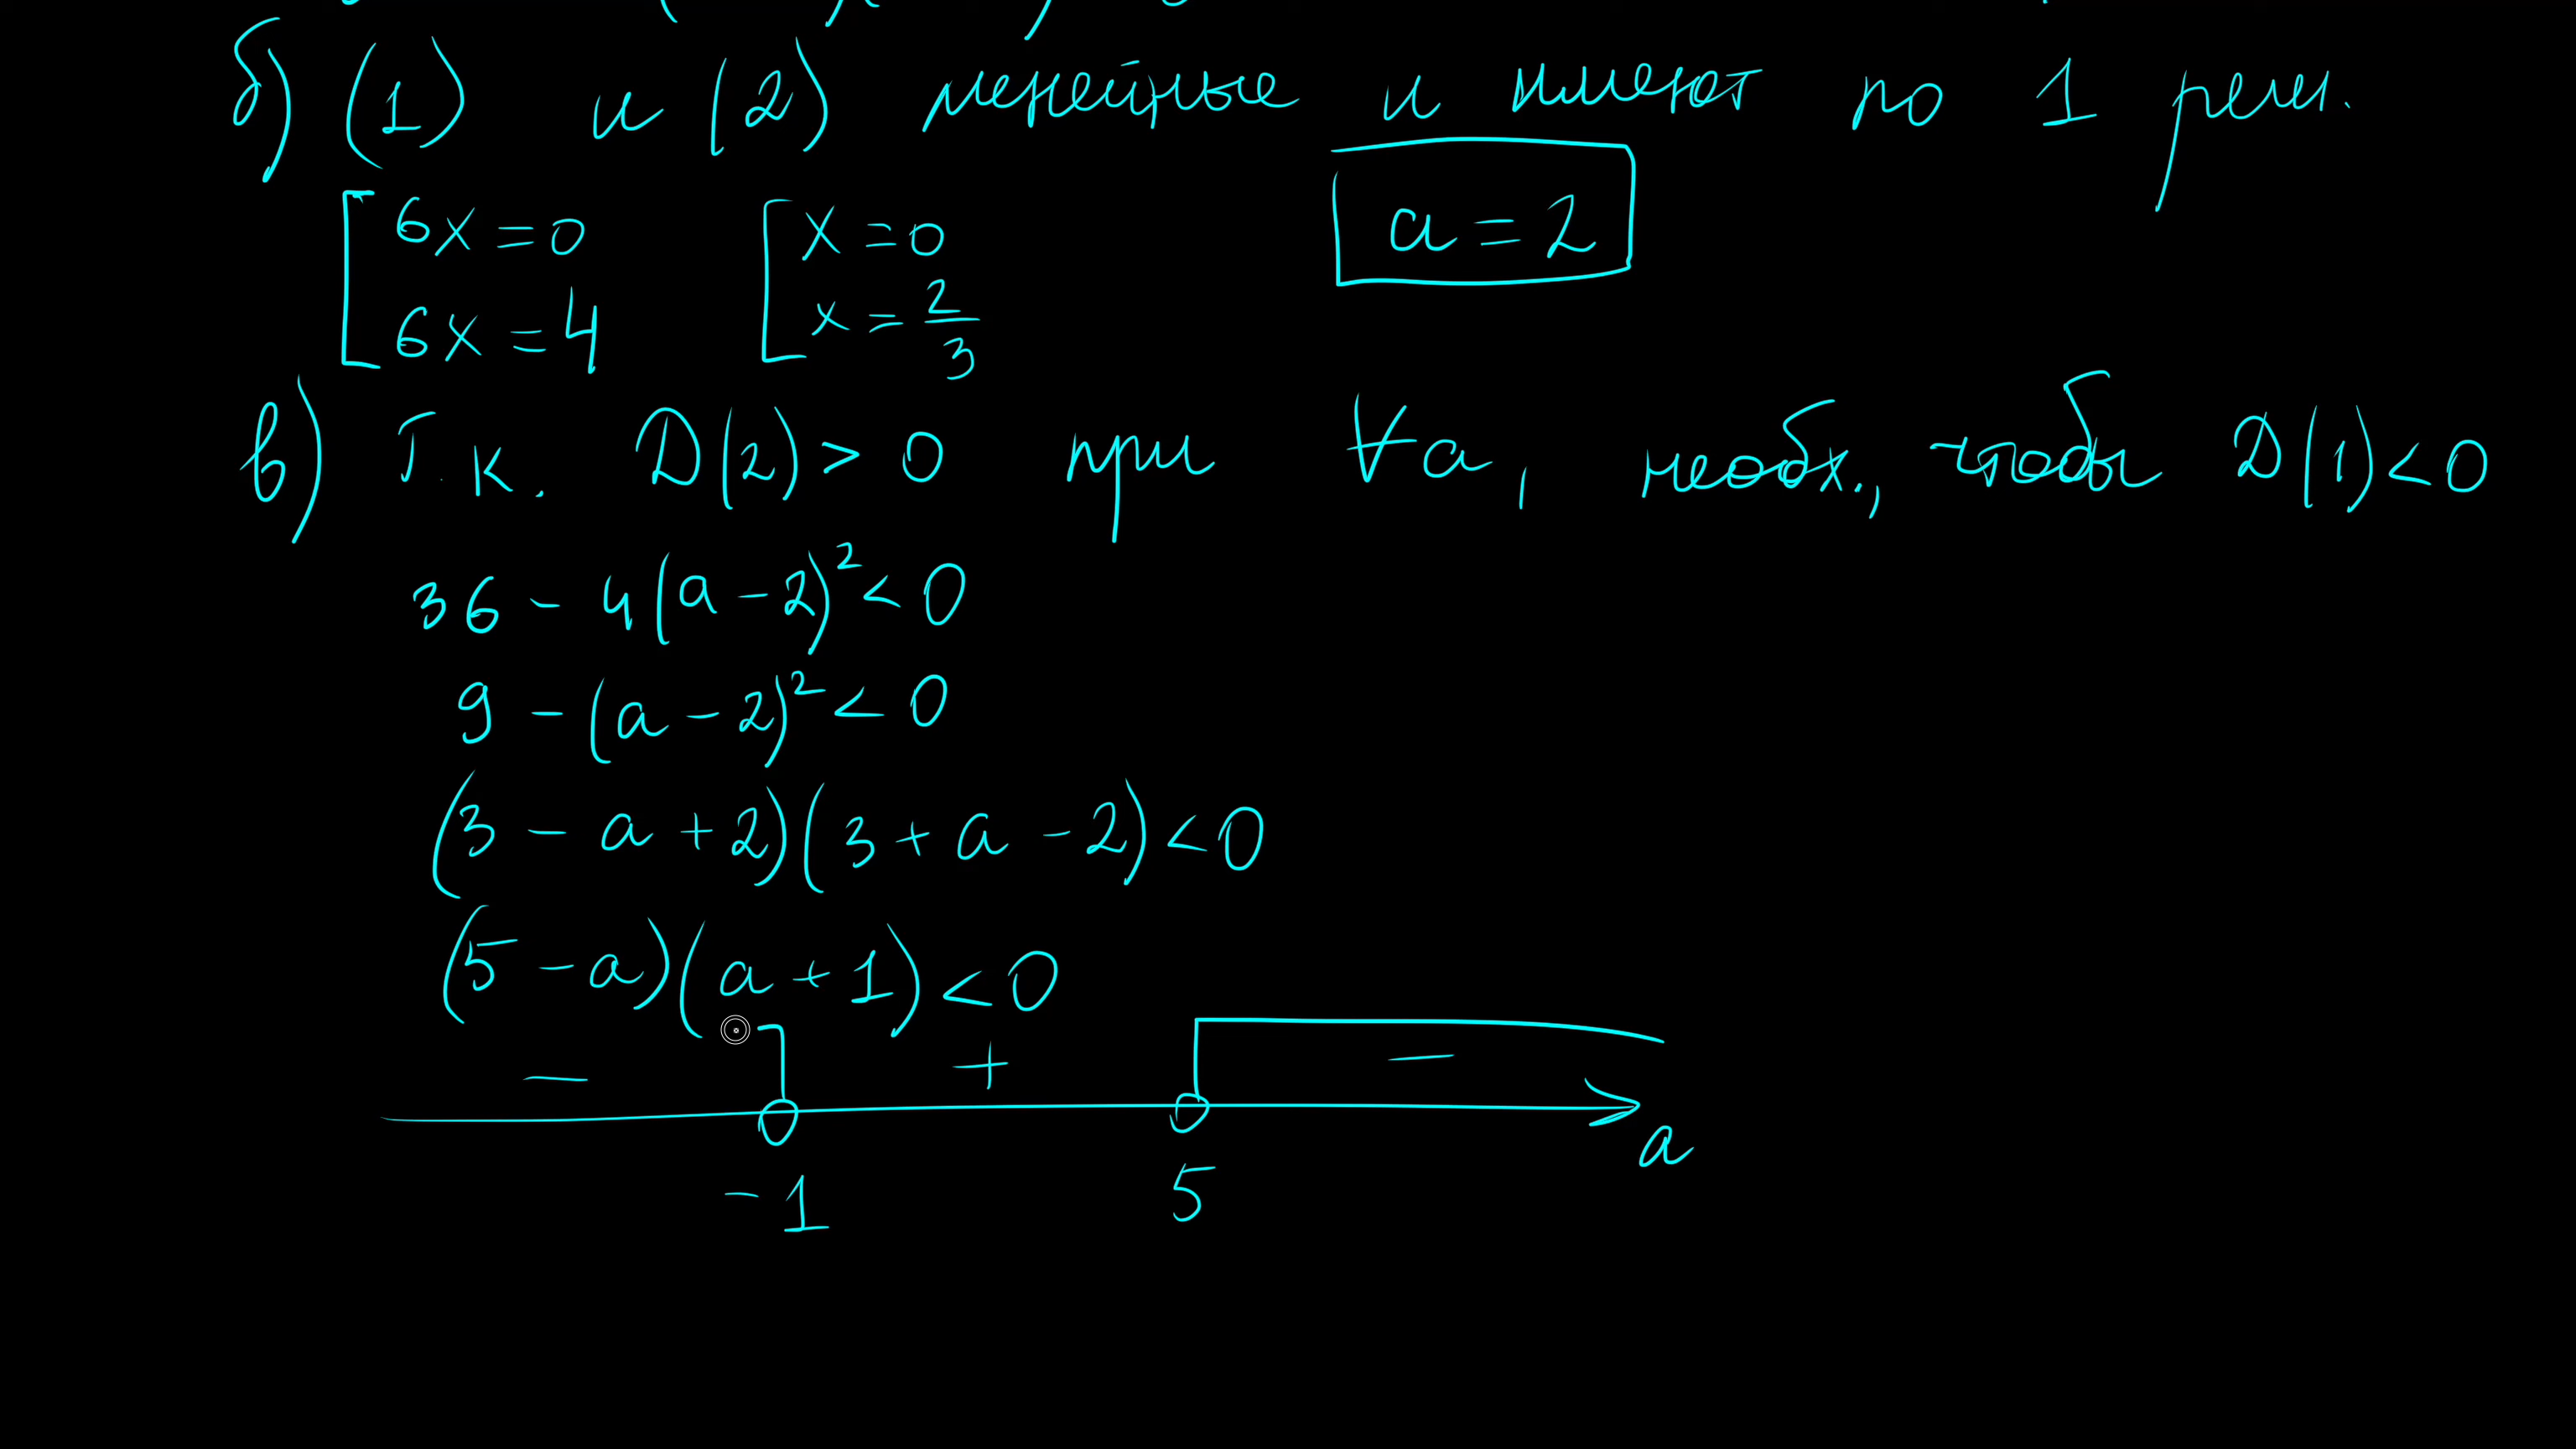 б) (1) и (2) линейные и имеют по 1 реш.
[6x = 0 [x = 0 a = 2
[6x = 4 [x = 2/3
в) Т.к. D(2) > 0 при ∀a, необх., чтобы D(1) < 0
36 - 4(a - 2)² < 0
9 - (a - 2)² < 0
(3 - a + 2)(3 + a - 2) < 0
(5 - a)(a + 1) < 0
- + -
a
-1 5